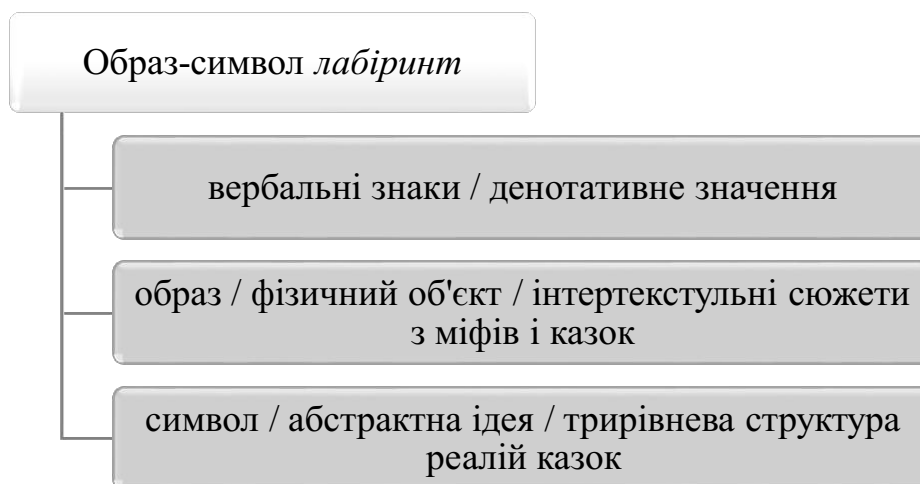 Образ-символ лабіринт
вербальні знаки / денотативне значення
образ / фізичний об'єкт / інтертекстульні сюжети
з міфів і казок
символ / абстрактна ідея / трирівнева структура
реалій казок